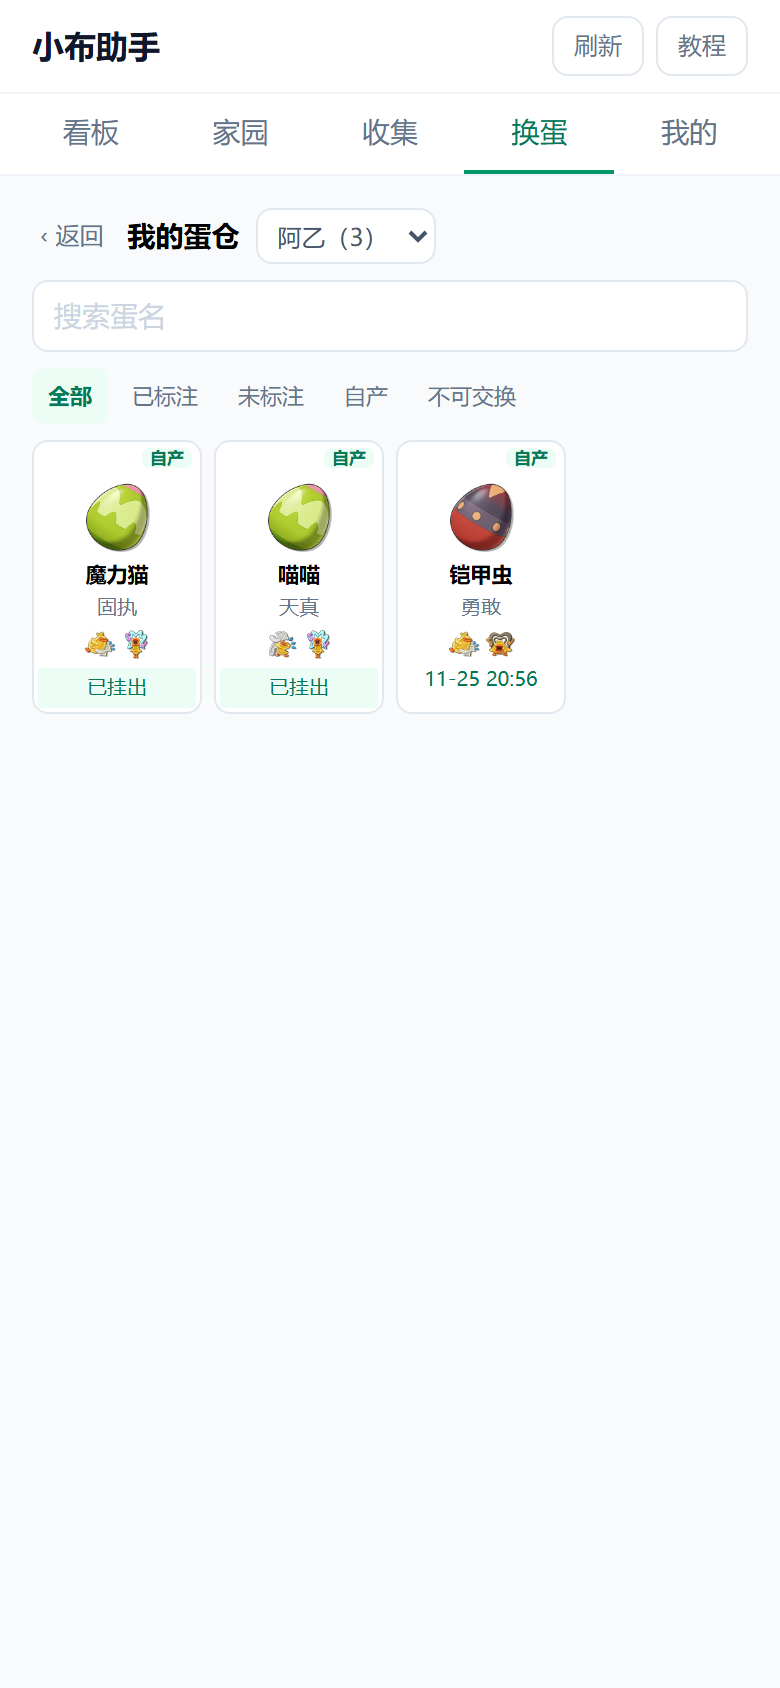 小布助手
刷新 教程
看板 家园 收集 换蛋 我的
‹ 返回 我的蛋仓 阿乙（3）
搜索蛋名
全部 已标注 未标注 自产 不可交换
自产 自产 自产
魔力猫 喵喵 铠甲虫
固执 天真 勇敢
已挂出 已挂出 11-25 20:56